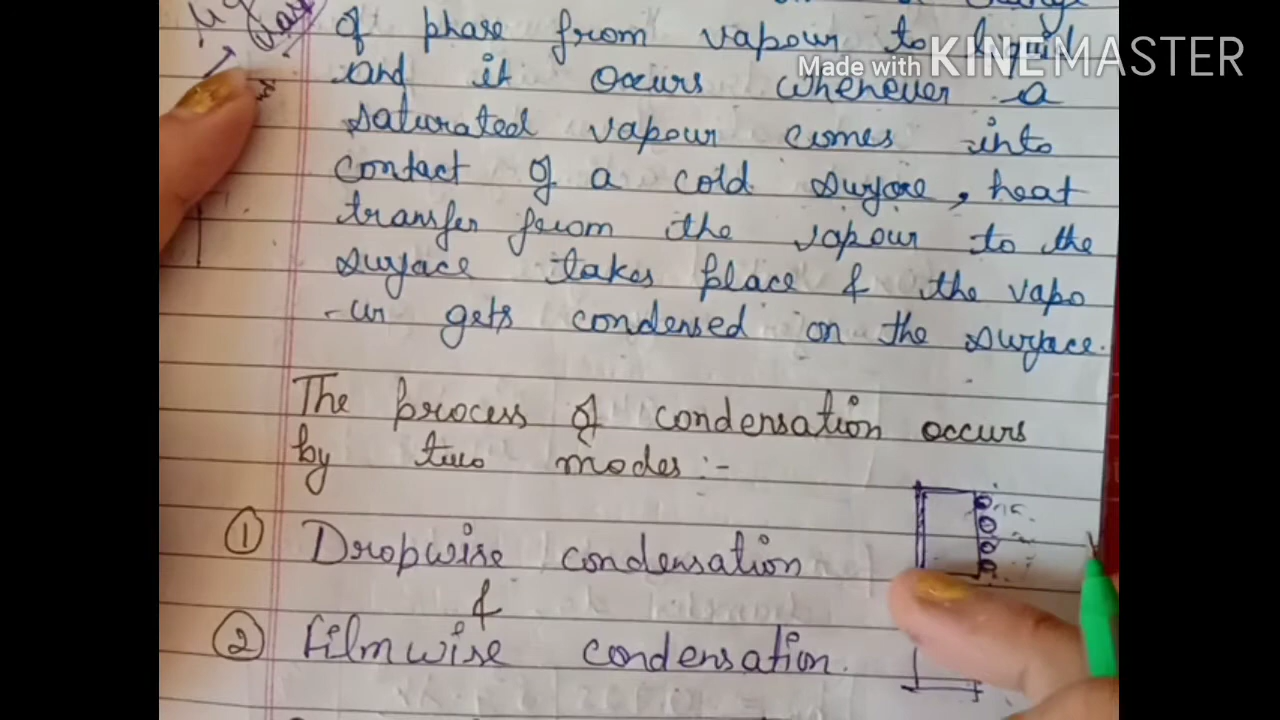 of phase from vapour to liquid
Made with KINEMASTER
and it occurs whenever a
saturated vapour comes into
contact of a cold surface, heat
transfer from the vapour to the
surface takes place & the vapo
-ur gets condensed on the surface.
The process of condensation occurs
by two modes :-
① Dropwise condensation
&
② Filmwise condensation.